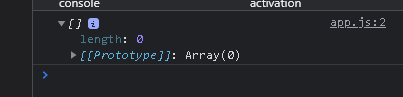 console activation
▼[] i app.js:2
length: 0
▶[[Prototype]]: Array(0)
>